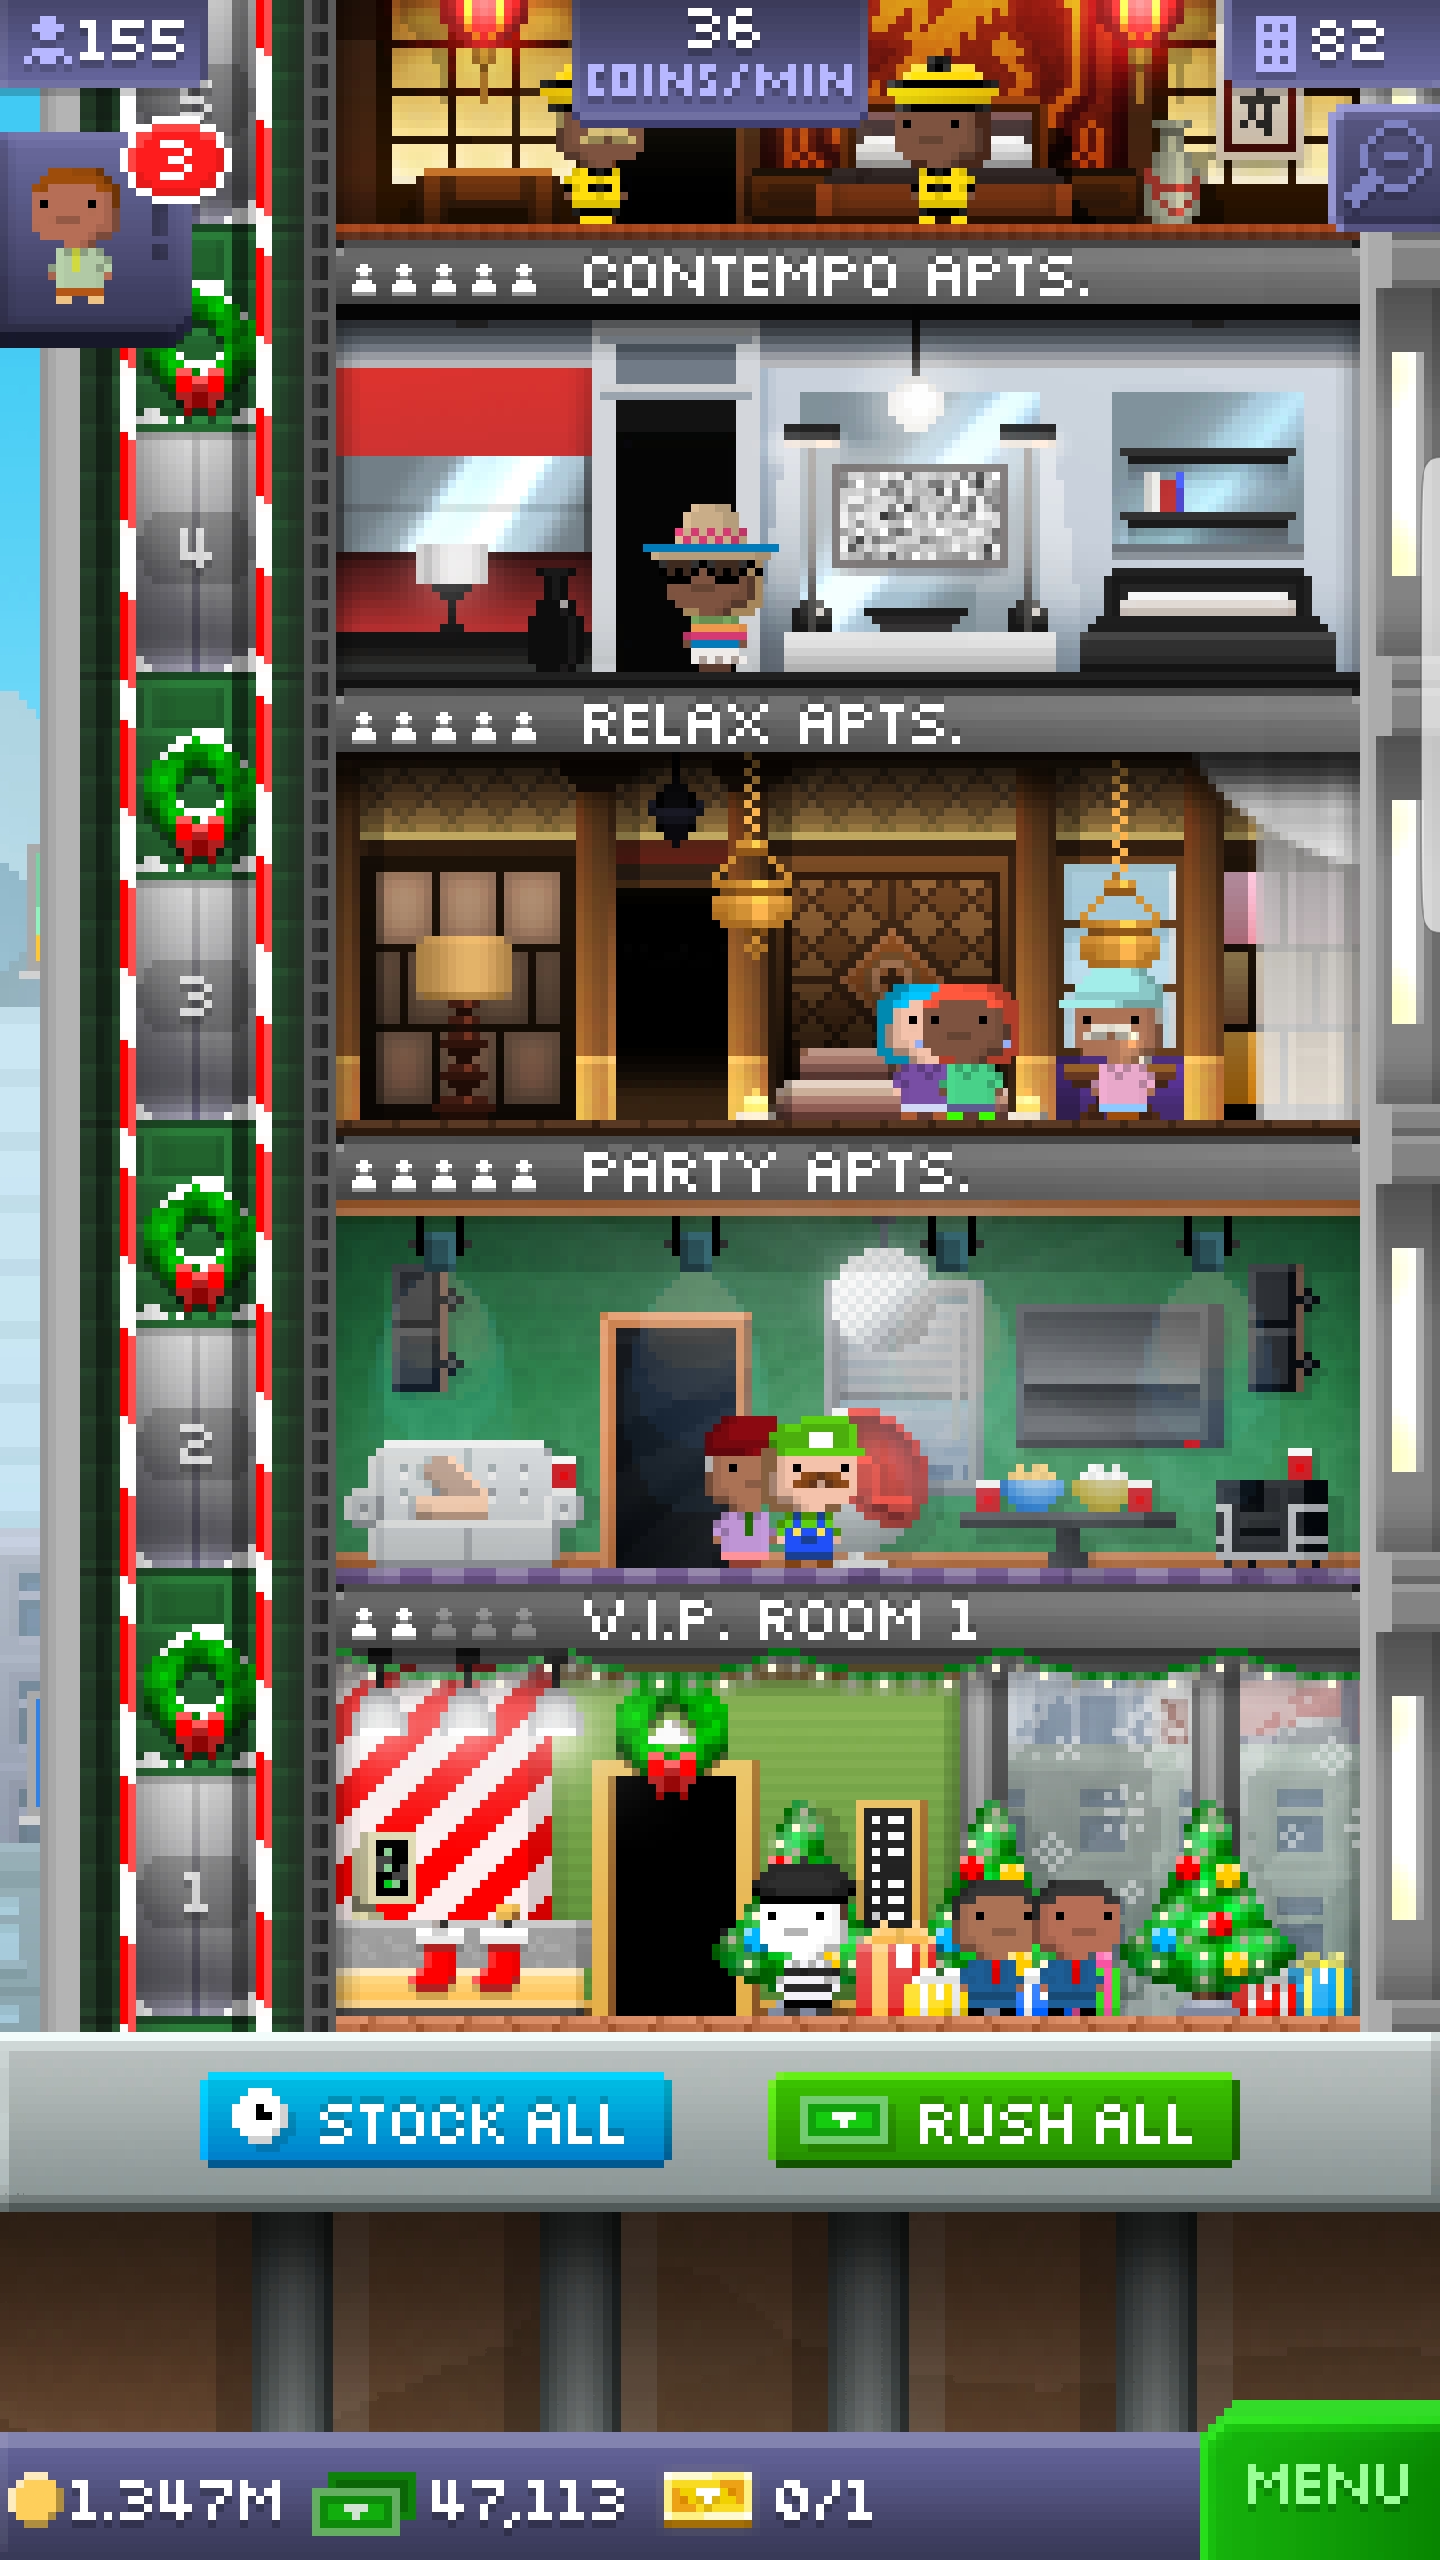 155
36
COINS/MIN
82
5
3
CONTEMPO APTS.
4
RELAX APTS.
3
PARTY APTS.
2
V.I.P. ROOM 1
1
STOCK ALL
RUSH ALL
1.347M
47,113
0/1
MENU